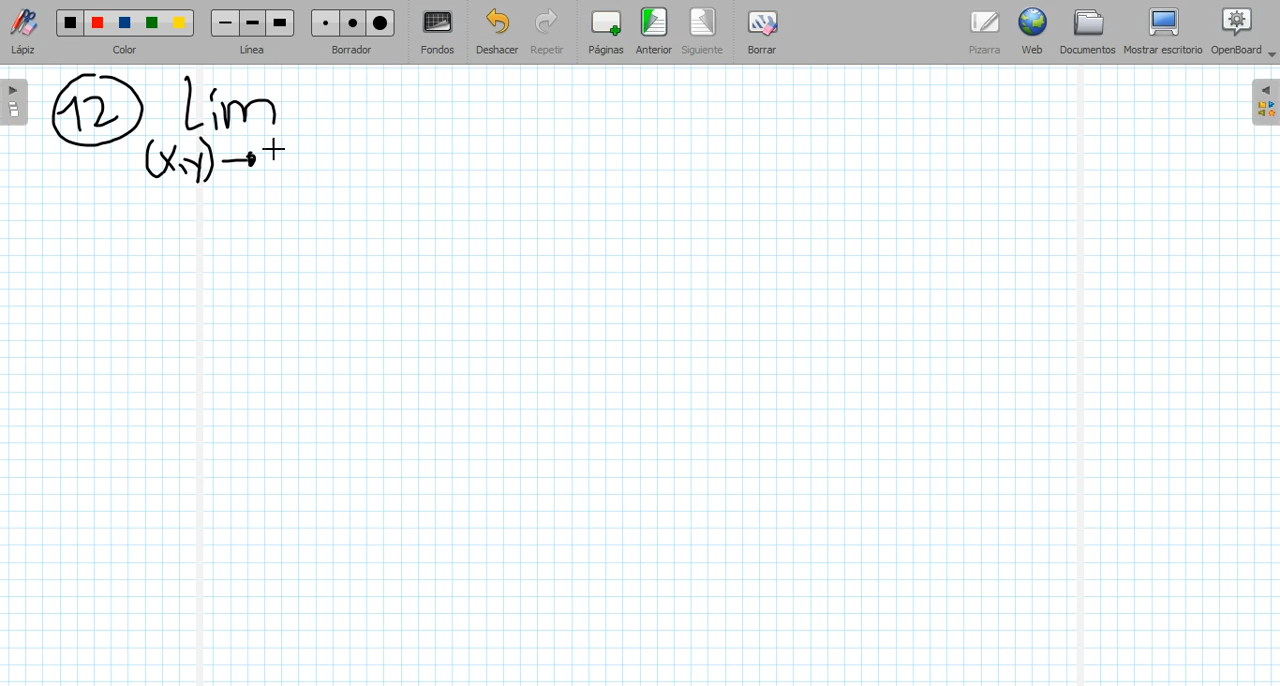 Lápiz Color Línea Borrador Fondos Deshacer Repetir Páginas Anterior Siguiente Borrar Pizarra Web Documentos Mostrar escritorio OpenBoard
12 Lim
(x,y) →